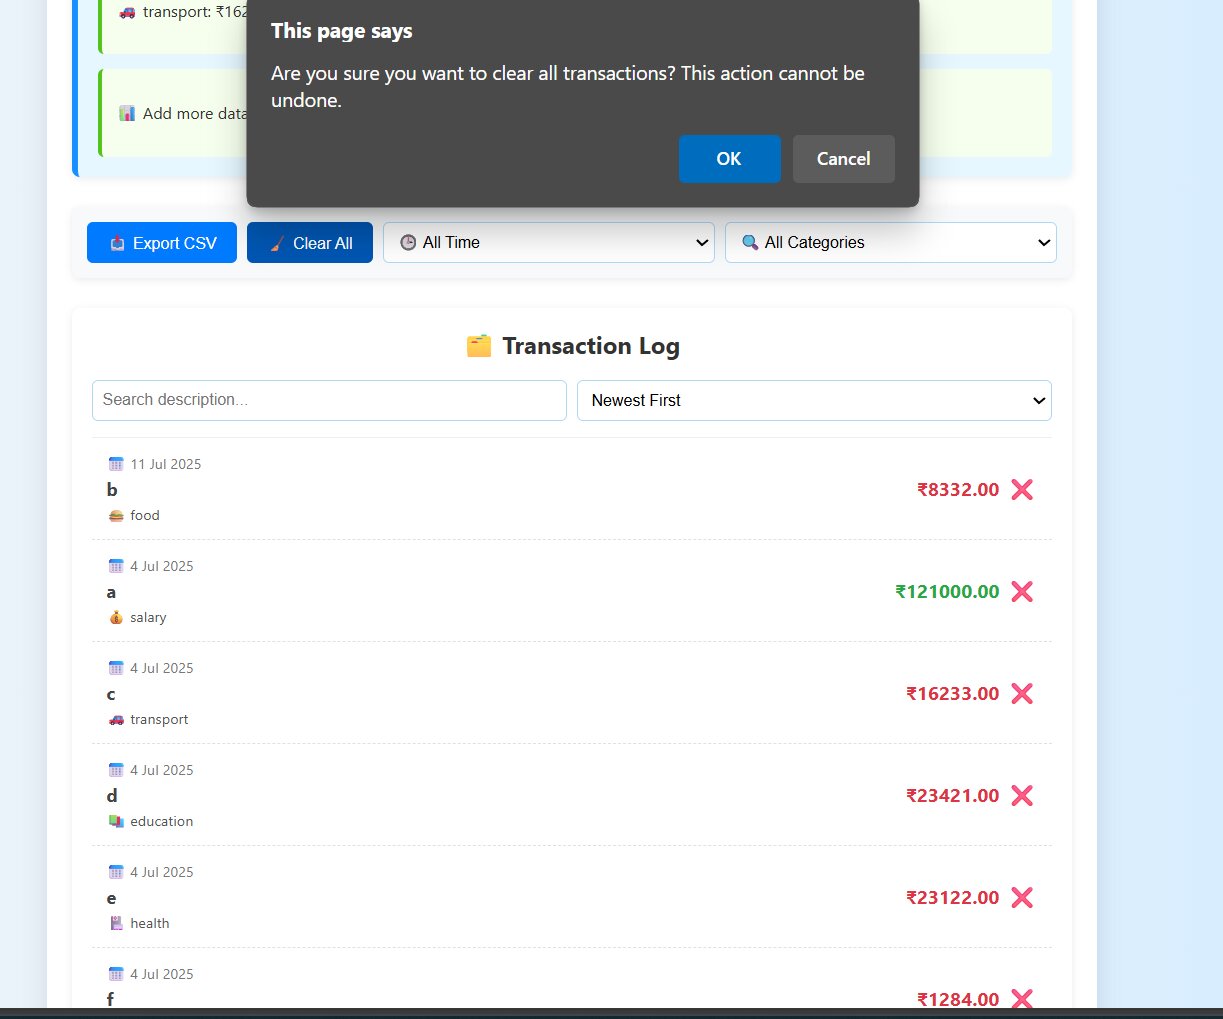 transport: ₹162
This page says
Are you sure you want to clear all transactions? This action cannot be
undone.
Add more data
OK
Cancel
Export CSV
Clear All
All Time
All Categories
Transaction Log
Search description...
Newest First
11 Jul 2025
b
₹8332.00
food
4 Jul 2025
a
₹121000.00
salary
4 Jul 2025
c
₹16233.00
transport
4 Jul 2025
d
₹23421.00
education
4 Jul 2025
e
₹23122.00
health
4 Jul 2025
f
₹1284.00